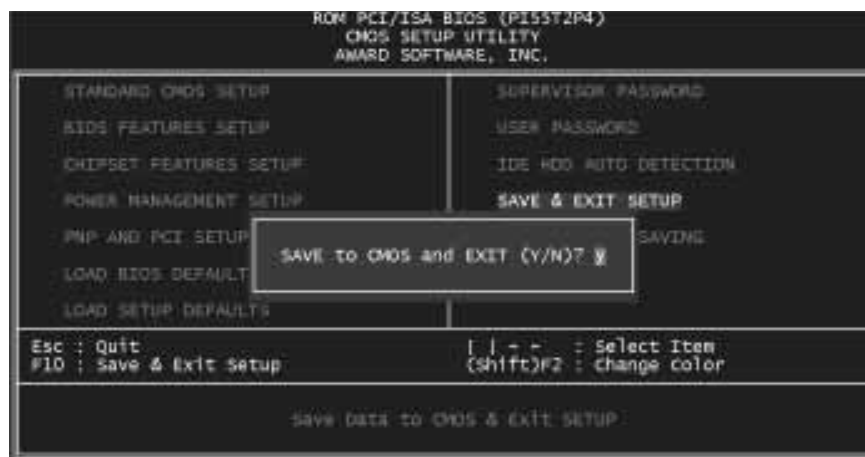 ROM PCI/ISA BIOS (PI55T2P4)
CMOS SETUP UTILITY
AWARD SOFTWARE, INC.
STANDARD CMOS SETUP
BIOS FEATURES SETUP
CHIPSET FEATURES SETUP
POWER MANAGEMENT SETUP
PNP AND PCI SETUP
LOAD BIOS DEFAULT
LOAD SETUP DEFAULTS
SUPERVISOR PASSWORD
USER PASSWORD
IDE HDD AUTO DETECTION
SAVE & EXIT SETUP
SAVING
SAVE to CMOS and EXIT (Y/N)? y
Esc : Quit
F10 : Save & Exit Setup
: Select Item
(Shift)F2 : Change Color
Save Data to CMOS & Exit SETUP